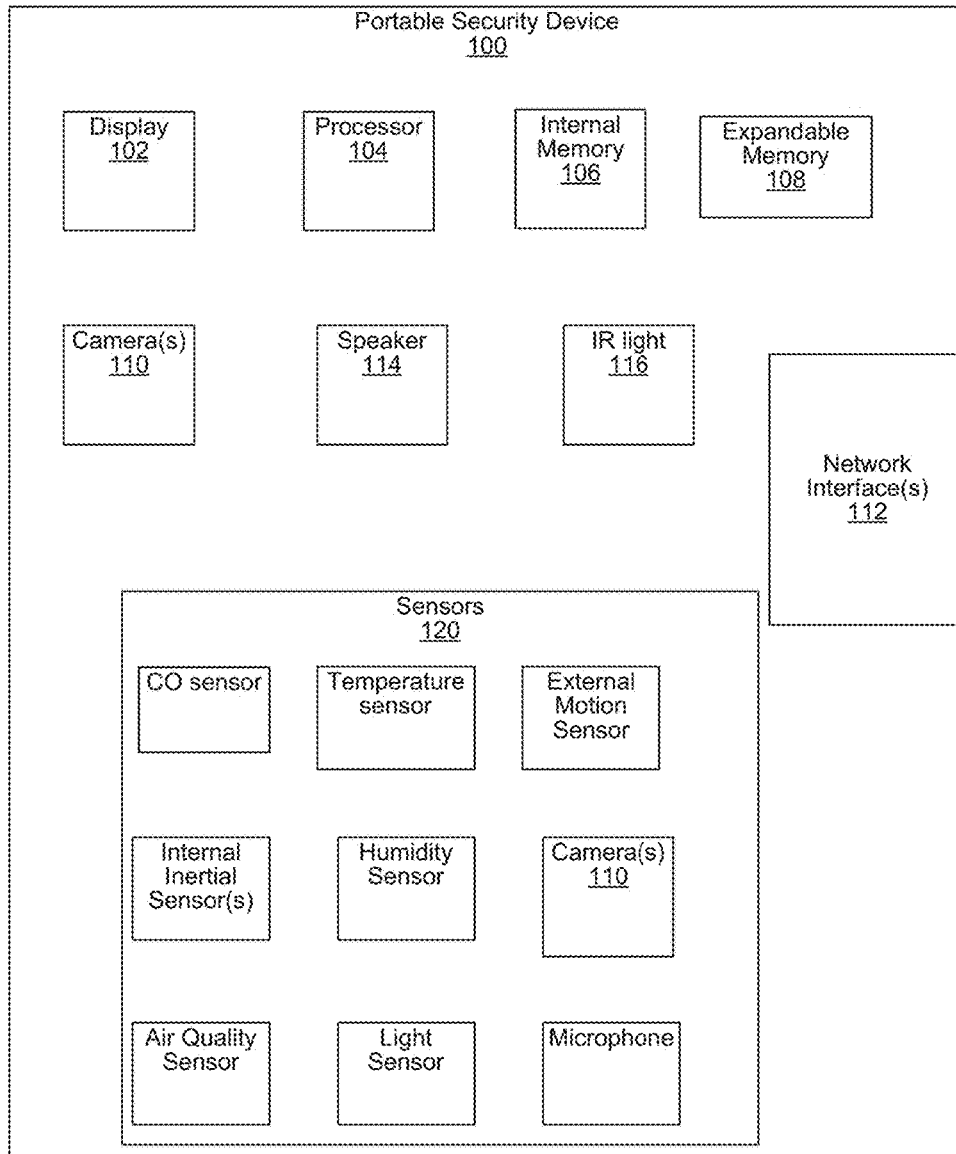 Portable Security Device
100
Display
102
Processor
104
Internal
Memory
106
Expandable
Memory
108
Camera(s)
110
Speaker
114
IR light
116
Network
Interface(s)
112
Sensors
120
CO sensor
Temperature
sensor
External
Motion
Sensor
Internal
Inertial
Sensor(s)
Humidity
Sensor
Camera(s)
110
Air Quality
Sensor
Light
Sensor
Microphone